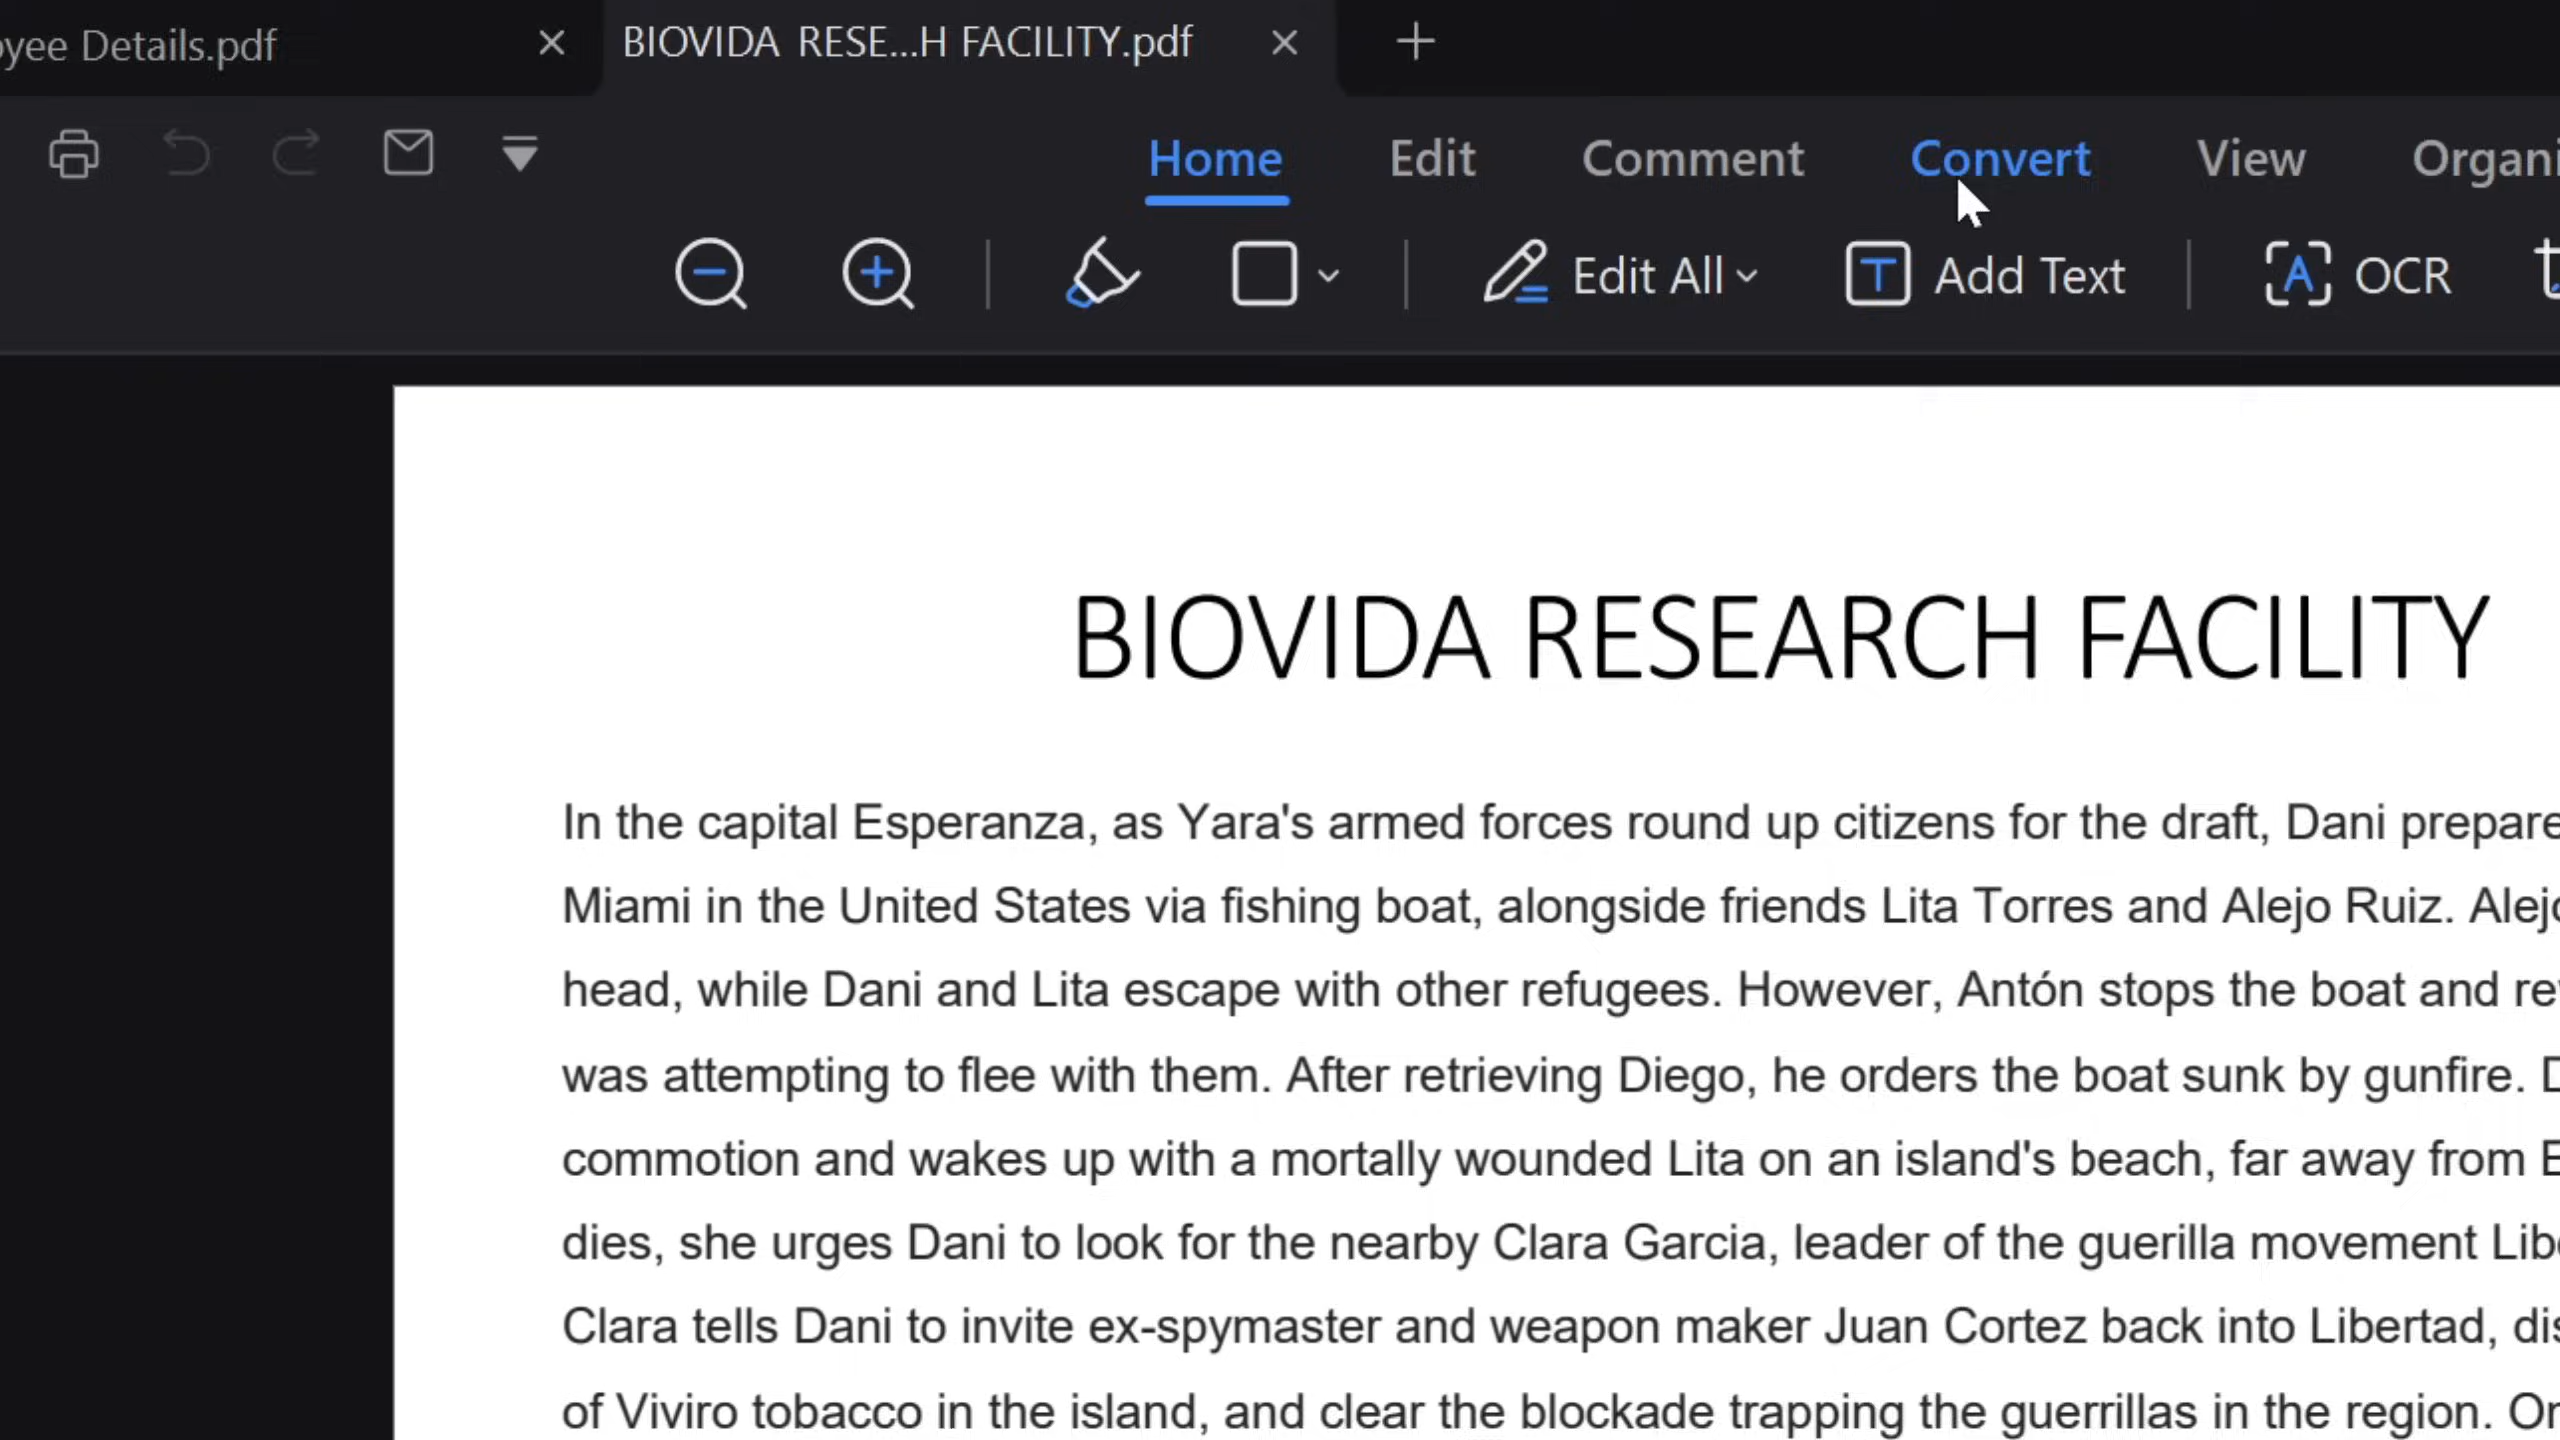 Details.pdf
BIOVIDA RESE...H FACILITY.pdf
Home Edit Comment Convert View
Edit All Add Text OCR
BIOVIDA RESEARCH FACILITY
In the capital Esperanza, as Yara's armed forces round up citizens for the draft, Dani
Miami in the United States via fishing boat, alongside friends Lita Torres and Alejo Ruiz.
head, while Dani and Lita escape with other refugees. However, Antón stops the boat and
was attempting to flee with them. After retrieving Diego, he orders the boat sunk by gunfire.
commotion and wakes up with a mortally wounded Lita on an island's beach, far away from
dies, she urges Dani to look for the nearby Clara Garcia, leader of the guerilla movement
Clara tells Dani to invite ex-spymaster and weapon maker Juan Cortez back into Libertad,
of Viviro tobacco in the island, and clear the blockade trapping the guerrillas in the region.